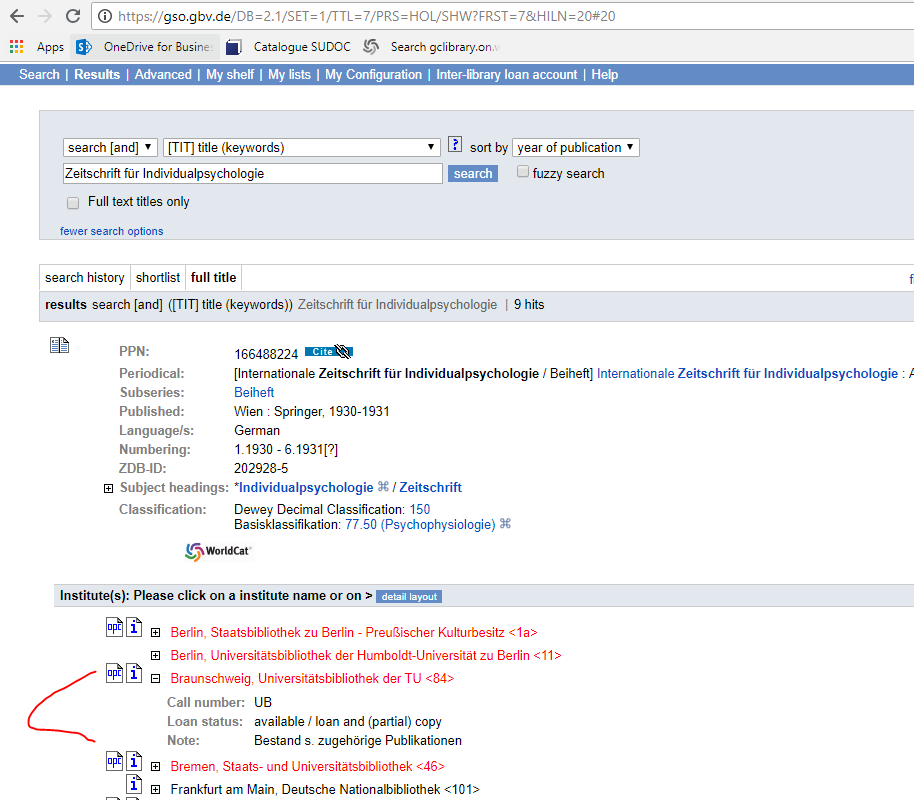 https://gso.gbv.de/DB=2.1/SET=1/TTL=7/PRS=HOL/SHW?FRST=7&HILN=20#20
Apps OneDrive for Busine Catalogue SUDOC Search gclibrary.on.w
Search | Results | Advanced | My shelf | My lists | My Configuration | Inter-library loan account | Help
search [and] [TIT] title (keywords) ? sort by year of publication
Zeitschrift für Individualpsychologie search fuzzy search
Full text titles only
fewer search options
search history shortlist full title
results search [and] ([TIT] title (keywords)) Zeitschrift für Individualpsychologie | 9 hits
PPN: 166488224 Cite
Periodical: [Internationale Zeitschrift für Individualpsychologie / Beiheft] Internationale Zeitschrift für Individualpsychologie : A
Subseries: Beiheft
Published: Wien : Springer, 1930-1931
Language/s: German
Numbering: 1.1930 - 6.1931[?]
ZDB-ID: 202928-5
Subject headings: *Individualpsychologie ⌘ / Zeitschrift
Classification: Dewey Decimal Classification: 150
Basisklassifikation: 77.50 (Psychophysiologie) ⌘
WorldCat
Institute(s): Please click on a institute name or on > detail layout
opc i Berlin, Staatsbibliothek zu Berlin - Preußischer Kulturbesitz <1a>
Berlin, Universitätsbibliothek der Humboldt-Universität zu Berlin <11>
opc i Braunschweig, Universitätsbibliothek der TU <84>
Call number: UB
Loan status: available / loan and (partial) copy
Note: Bestand s. zugehörige Publikationen
opc i Bremen, Staats- und Universitätsbibliothek <46>
i Frankfurt am Main, Deutsche Nationalbibliothek <101>